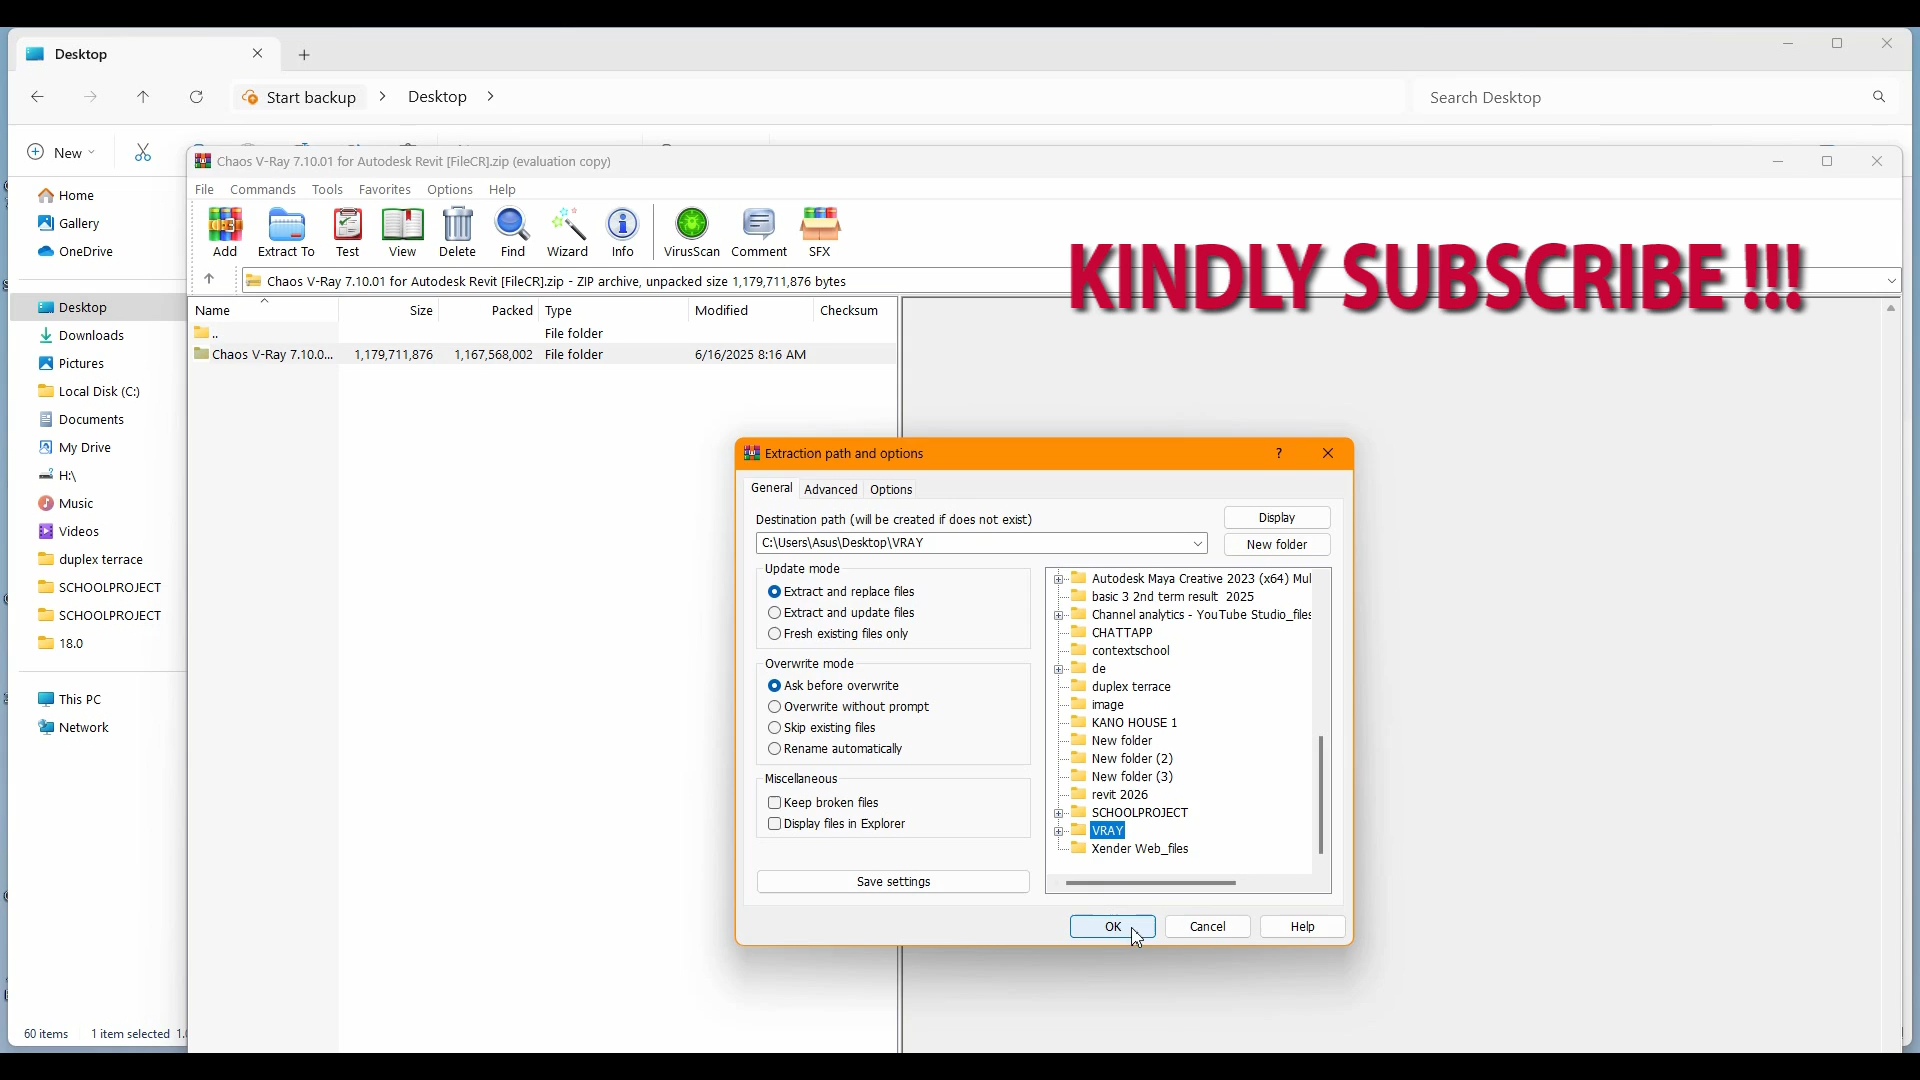 Desktop
Start backup
Desktop
Search Desktop
New
Home
Gallery
OneDrive
Desktop
Downloads
Pictures
Local Disk (C:)
Documents
My Drive
H:\
Music
Videos
duplex terrace
SCHOOLPROJECT
SCHOOLPROJECT
18.0
This PC
Network
60 items 1 item selected
Chaos V-Ray 7.10.01 for Autodesk Revit [FileCR].zip (evaluation copy)
File Commands Tools Favorites Options Help
Add Extract To Test View Delete Find Wizard Info VirusScan Comment SFX
KINDLY SUBSCRIBE !!!
Chaos V-Ray 7.10.01 for Autodesk Revit [FileCR].zip - ZIP archive, unpacked size 1,179,711,876 bytes
Name Size Packed Type Modified Checksum
.. File folder
Chaos V-Ray 7.10.0... 1,179,711,876 1,167,568,002 File folder 6/16/2025 8:16 AM
Extraction path and options
?
General Advanced Options
Destination path (will be created if does not exist)
Display
C:\Users\Asus\Desktop\VRAY
New folder
Update mode
Extract and replace files
Extract and update files
Fresh existing files only
Overwrite mode
Ask before overwrite
Overwrite without prompt
Skip existing files
Rename automatically
Miscellaneous
Keep broken files
Display files in Explorer
Save settings
Autodesk Maya Creative 2023 (x64) Mul
basic 3 2nd term result 2025
Channel analytics - YouTube Studio_files
CHATTAPP
contextschool
de
duplex terrace
image
KANO HOUSE 1
New folder
New folder (2)
New folder (3)
revit 2026
SCHOOLPROJECT
VRAY
Xender Web_files
OK Cancel Help